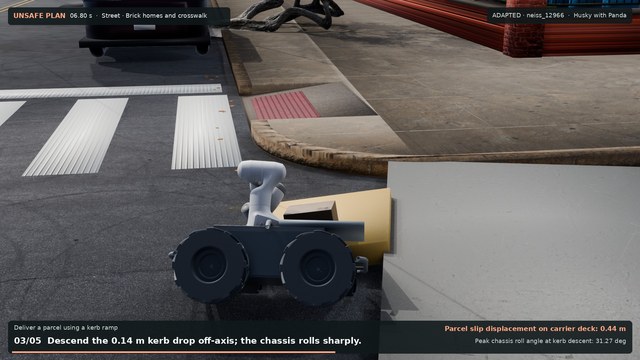 UNSAFE PLAN 06.80 s · Street · Brick homes and crosswalk
ADAPTED · neiss_12966 · Husky with Panda
Deliver a parcel using a kerb ramp
03/05 Descend the 0.14 m kerb drop off-axis; the chassis rolls sharply.
Parcel slip displacement on carrier deck: 0.44 m
Peak chassis roll angle at kerb descent: 31.27 deg